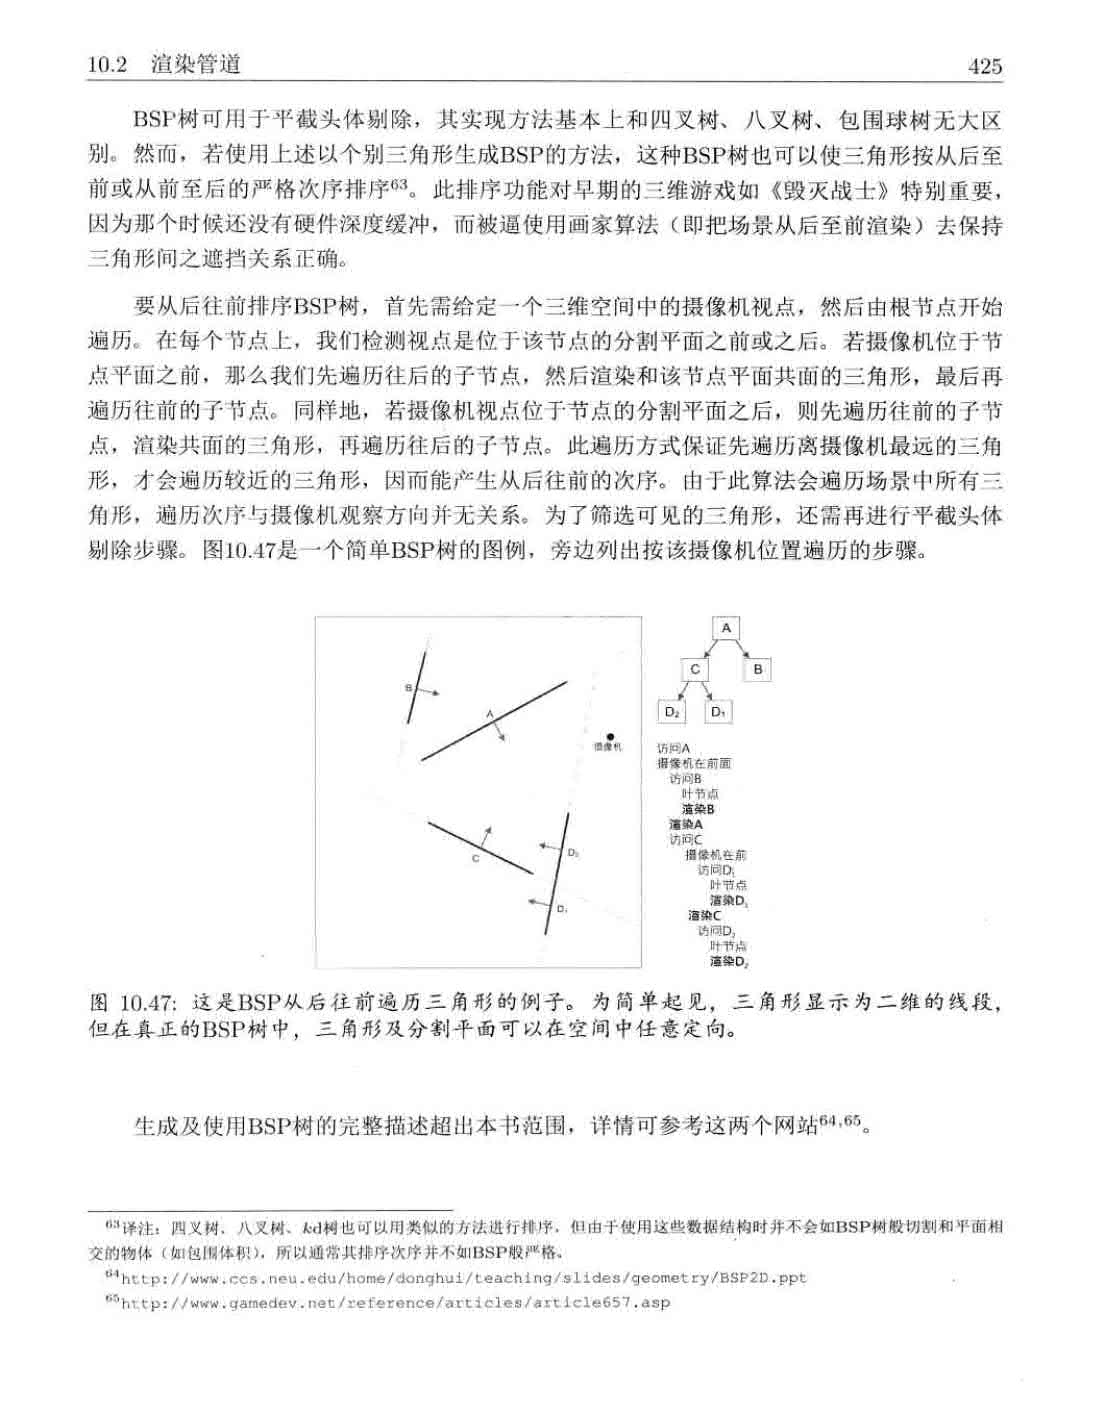 10.2 渲染管道 425
BSP树可用于平截头体剔除，其实现方法基本上和四叉树、八叉树、包围球树无大区
别。然而，若使用上述以个别三角形生成BSP的方法，这种BSP树也可以使三角形按从后至
前或从前至后的严格次序排序63。此排序功能对早期的三维游戏如《毁灭战士》特别重要，
因为那个时候还没有硬件深度缓冲，而被逼使用画家算法（即把场景从后至前渲染）去保持
三角形间之遮挡关系正确。
要从后往前排序BSP树，首先需给定一个三维空间中的摄像机视点，然后由根节点开始
遍历。在每个节点上，我们检测视点是位于该节点的分割平面之前或之后。若摄像机位于节
点平面之前，那么我们先遍历往后的子节点，然后渲染和该节点平面共面的三角形，最后再
遍历往前的子节点。同样地，若摄像机视点位于节点的分割平面之后，则先遍历往前的子节
点，渲染共面的三角形，再遍历往后的子节点。此遍历方式保证先遍历离摄像机最远的三角
形，才会遍历较近的三角形，因而能产生从后往前的次序。由于此算法会遍历场景中所有三
角形，遍历次序与摄像机观察方向并无关系。为了筛选可见的三角形，还需再进行平截头体
剔除步骤。图10.47是一个简单BSP树的图例，旁边列出按该摄像机位置遍历的步骤。
B
A
摄像机
C
D₂
D₁
A
C B
D₂ D₁
访问A
摄像机在前面
访问B
叶节点
渲染B
渲染A
访问C
摄像机在前
访问D₁
叶节点
渲染D₁
渲染C
访问D₂
叶节点
渲染D₂
图 10.47: 这是BSP从后往前遍历三角形的例子。为简单起见，三角形显示为二维的线段，
但在真正的BSP树中，三角形及分割平面可以在空间中任意定向。
生成及使用BSP树的完整描述超出本书范围，详情可参考这两个网站64,65。
63译注：四叉树、八叉树、kd树也可以用类似的方法进行排序，但由于使用这些数据结构时并不会如BSP树般切割和平面相
交的物体（如包围体积），所以通常其排序次序并不如BSP般严格。
64http://www.ccs.neu.edu/home/donghui/teaching/slides/geometry/BSP2D.ppt
65http://www.gamedev.net/reference/articles/article657.asp